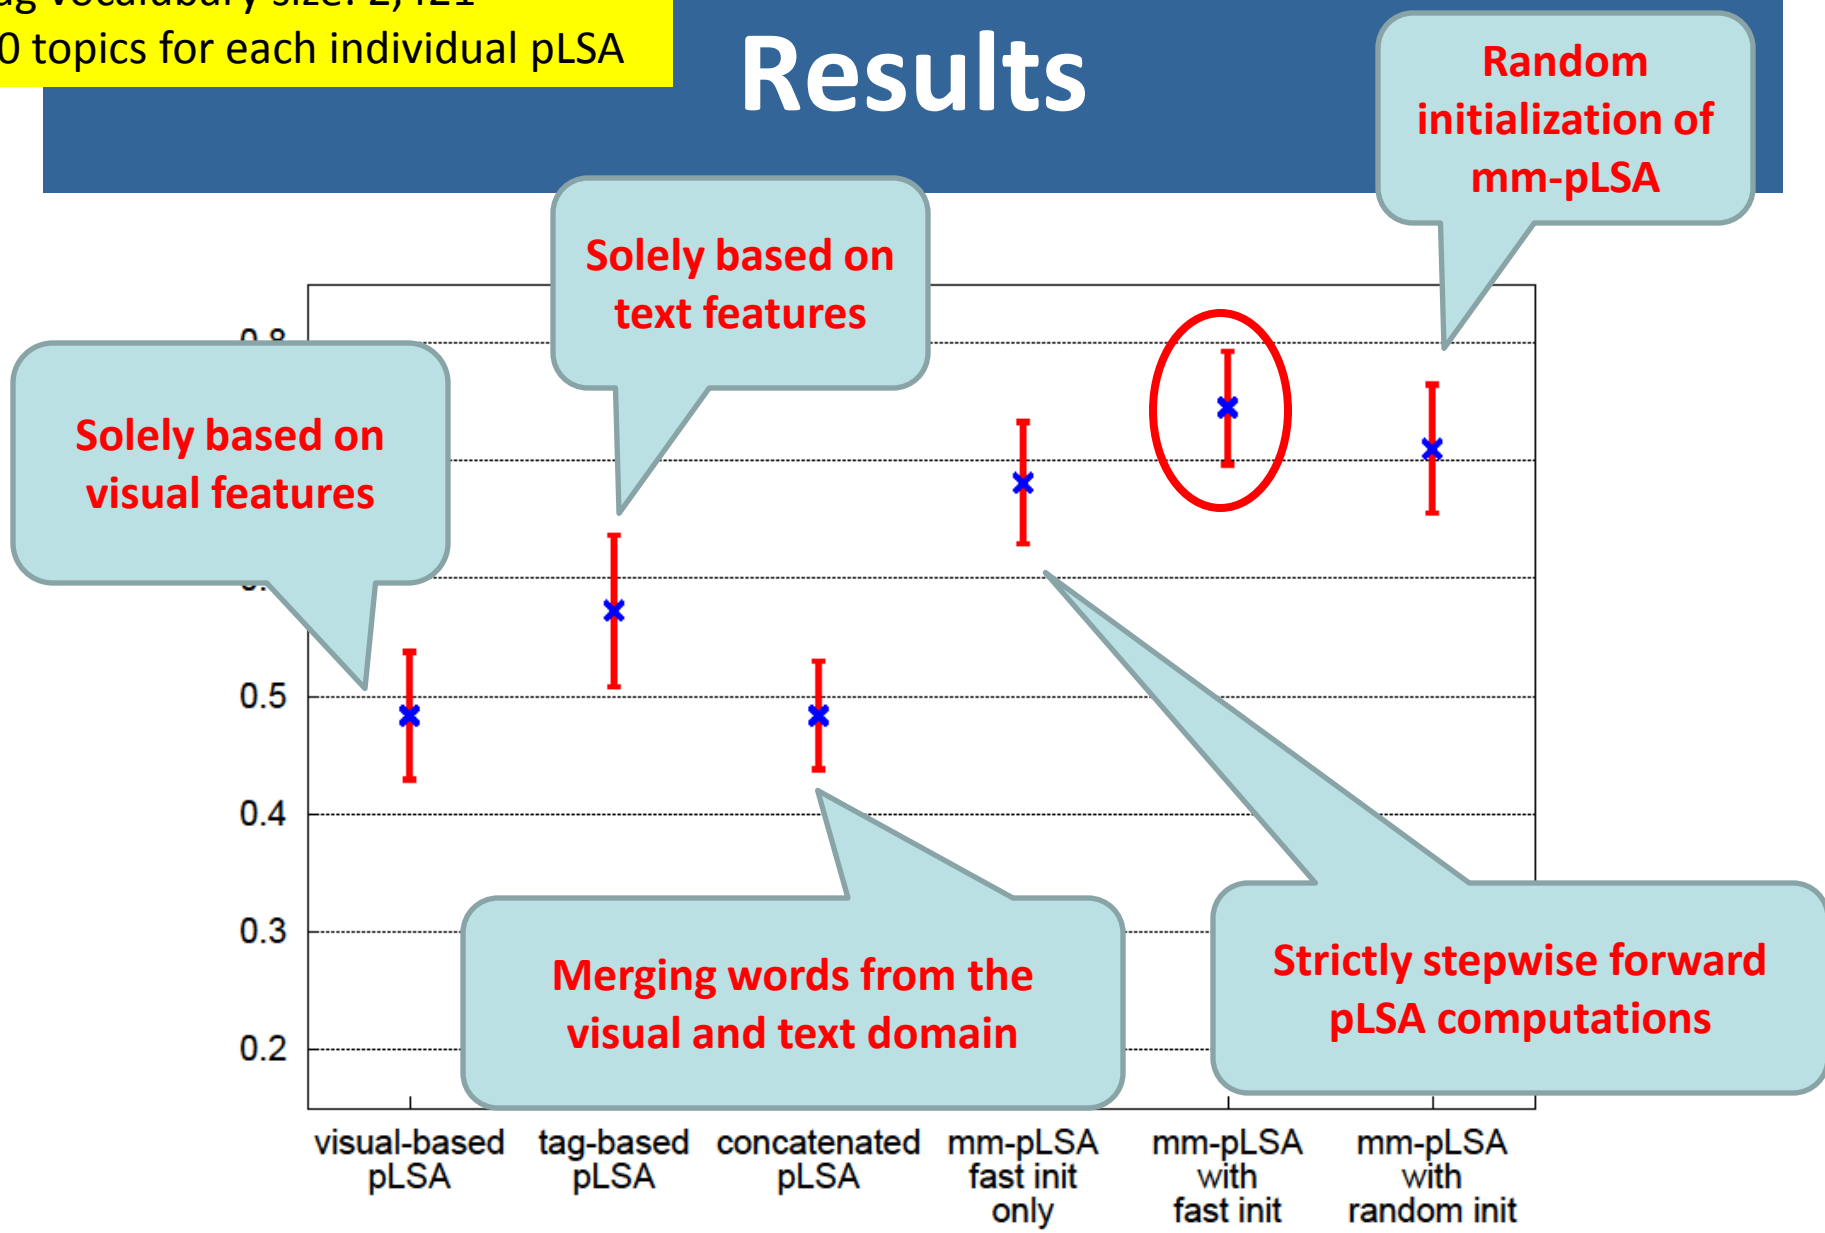 0 topics for each individual pLSA
Results
Random
initialization of
mm-pLSA
Solely based on
text features
Solely based on
visual features
0.5
0.4
0.3
0.2
Merging words from the
visual and text domain
Strictly stepwise forward
pLSA computations
visual-based
pLSA
tag-based
pLSA
concatenated
pLSA
mm-pLSA
fast init
only
mm-pLSA
with
fast init
mm-pLSA
with
random init